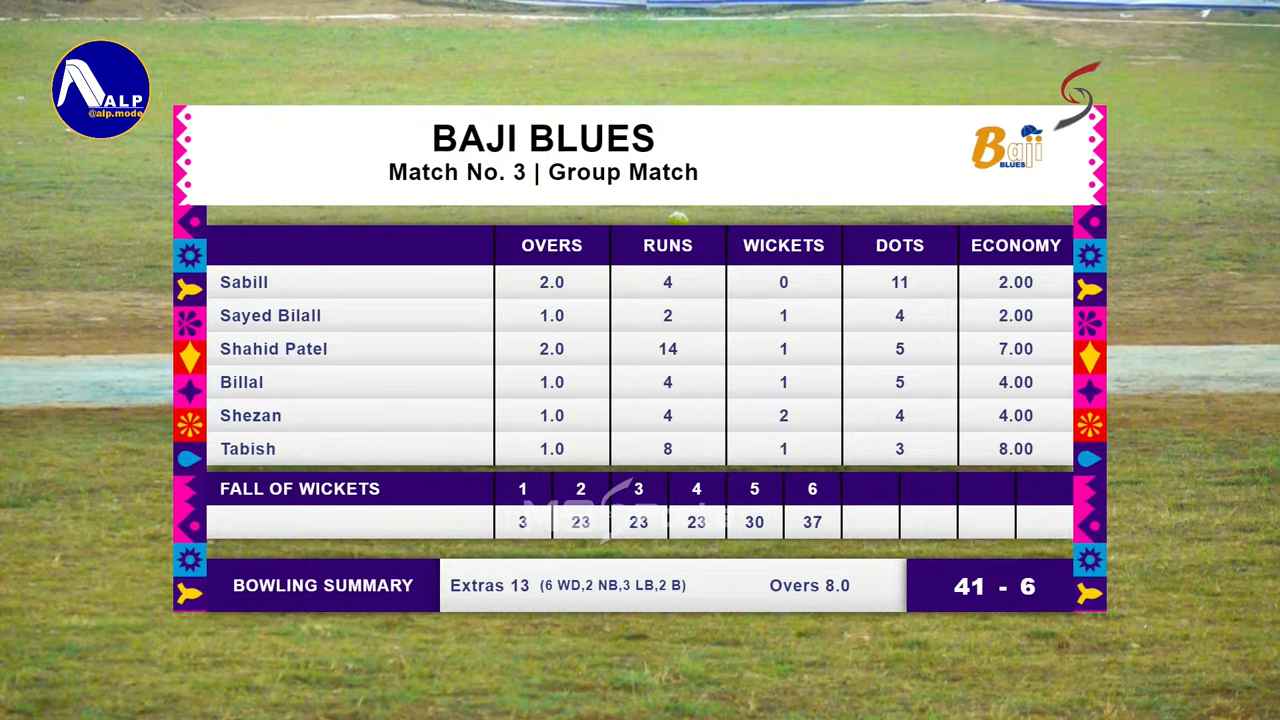 ALP
@alp.mode
BAJI BLUES
Match No. 3 | Group Match
Baji
BLUES
OVERS RUNS WICKETS DOTS ECONOMY
Sabill 2.0 4 0 11 2.00
Sayed Bilall 1.0 2 1 4 2.00
Shahid Patel 2.0 14 1 5 7.00
Billal 1.0 4 1 5 4.00
Shezan 1.0 4 2 4 4.00
Tabish 1.0 8 1 3 8.00
FALL OF WICKETS 1 2 3 4 5 6
3 23 23 23 30 37
BOWLING SUMMARY Extras 13 (6 WD,2 NB,3 LB,2 B) Overs 8.0 41 - 6